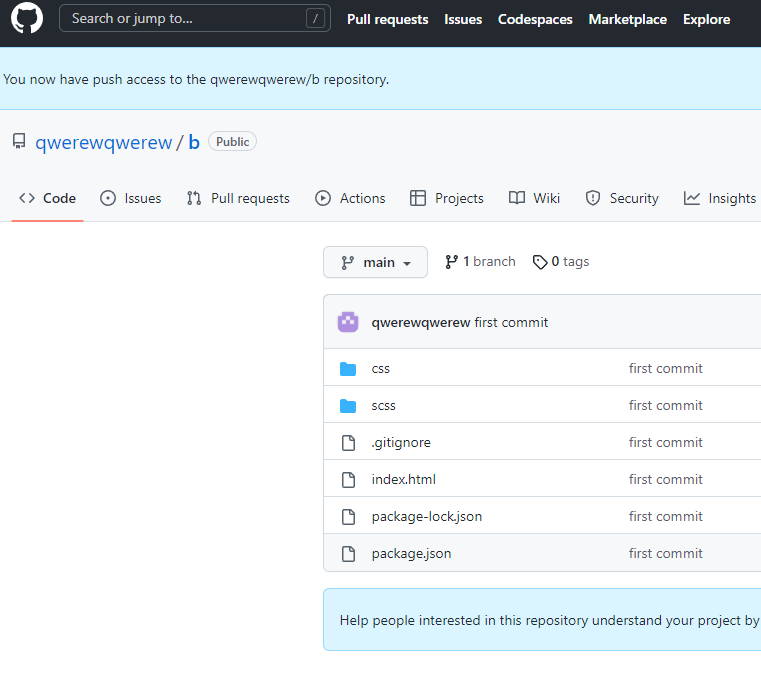 Search or jump to... /
Pull requests Issues Codespaces Marketplace Explore
You now have push access to the qwerewqwerew/b repository.
qwerewqwerew / b Public
Code Issues Pull requests Actions Projects Wiki Security Insights
main 1 branch 0 tags
qwerewqwerew first commit
css first commit
scss first commit
.gitignore first commit
index.html first commit
package-lock.json first commit
package.json first commit
Help people interested in this repository understand your project by